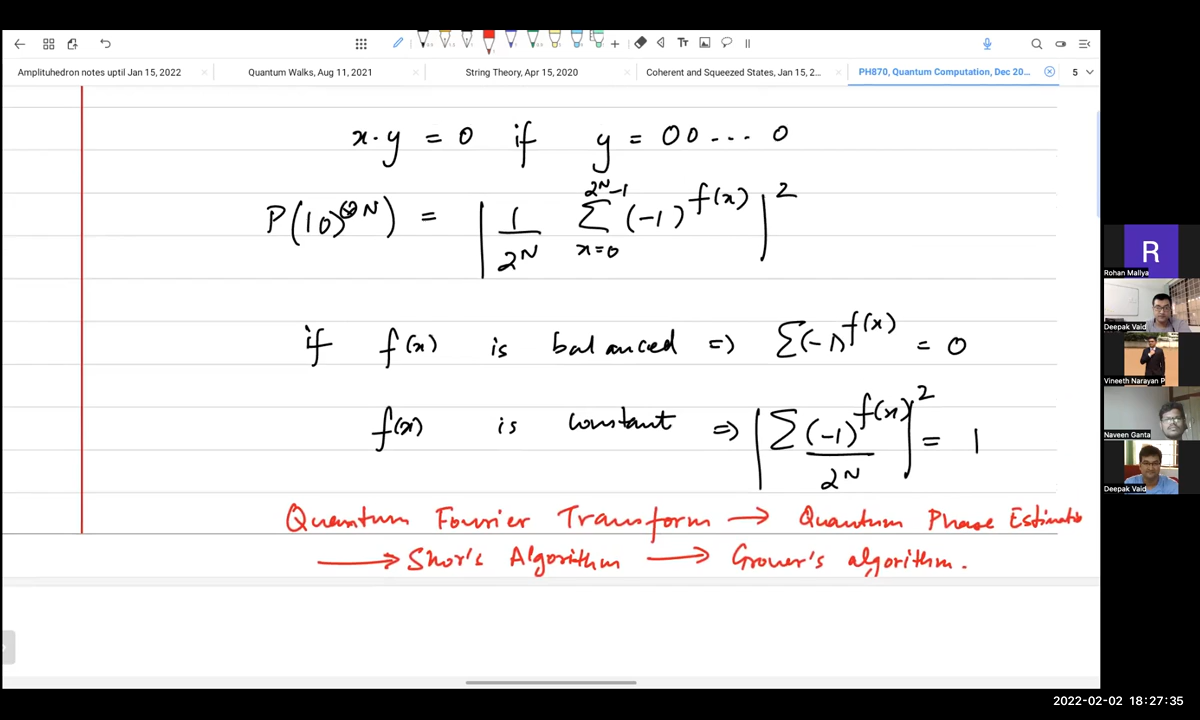 Amplituhedron notes uptil Jan 15, 2022
Quantum Walks, Aug 11, 2021
String Theory, Apr 15, 2020
Coherent and Squeezed States, Jan 15, 2...
PH870, Quantum Computation, Dec 20...
5
Tт
x·y = 0 if y = 00 ... 0
P(|0⟩^⊗N) = |1/2^N ∑_{x=0}^{2^N-1} (-1)^f(x)|^2
if f(x) is balanced => ∑(-1)^f(x) = 0
f(x) is constant => |∑ (-1)^f(x)/2^N|^2 = 1
Quantum Fourier Transform → Quantum Phase Estimatio
→ Shor's Algorithm → Grover's algorithm.
R
Rohan Mallya
Deepak Vaid
Vineeth Narayan P
Naveen Ganta
Deepak Vaid
2022-02-02 18:27:35